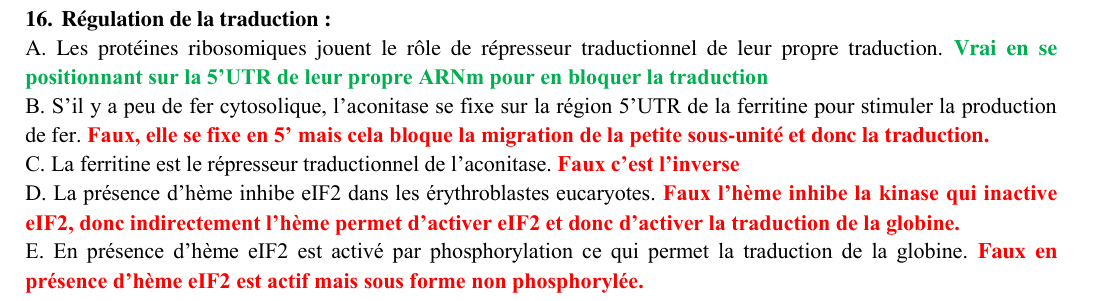 16. Régulation de la traduction :
A. Les protéines ribosomiques jouent le rôle de répresseur traductionnel de leur propre traduction. Vrai en se
positionnant sur la 5’UTR de leur propre ARNm pour en bloquer la traduction
B. S’il y a peu de fer cytosolique, l’aconitase se fixe sur la région 5’UTR de la ferritine pour stimuler la production
de fer. Faux, elle se fixe en 5’ mais cela bloque la migration de la petite sous-unité et donc la traduction.
C. La ferritine est le répresseur traductionnel de l’aconitase. Faux c’est l’inverse
D. La présence d’hème inhibe eIF2 dans les érythroblastes eucaryotes. Faux l’hème inhibe la kinase qui inactive
eIF2, donc indirectement l’hème permet d’activer eIF2 et donc d’activer la traduction de la globine.
E. En présence d’hème eIF2 est activé par phosphorylation ce qui permet la traduction de la globine. Faux en
présence d’hème eIF2 est actif mais sous forme non phosphorylée.